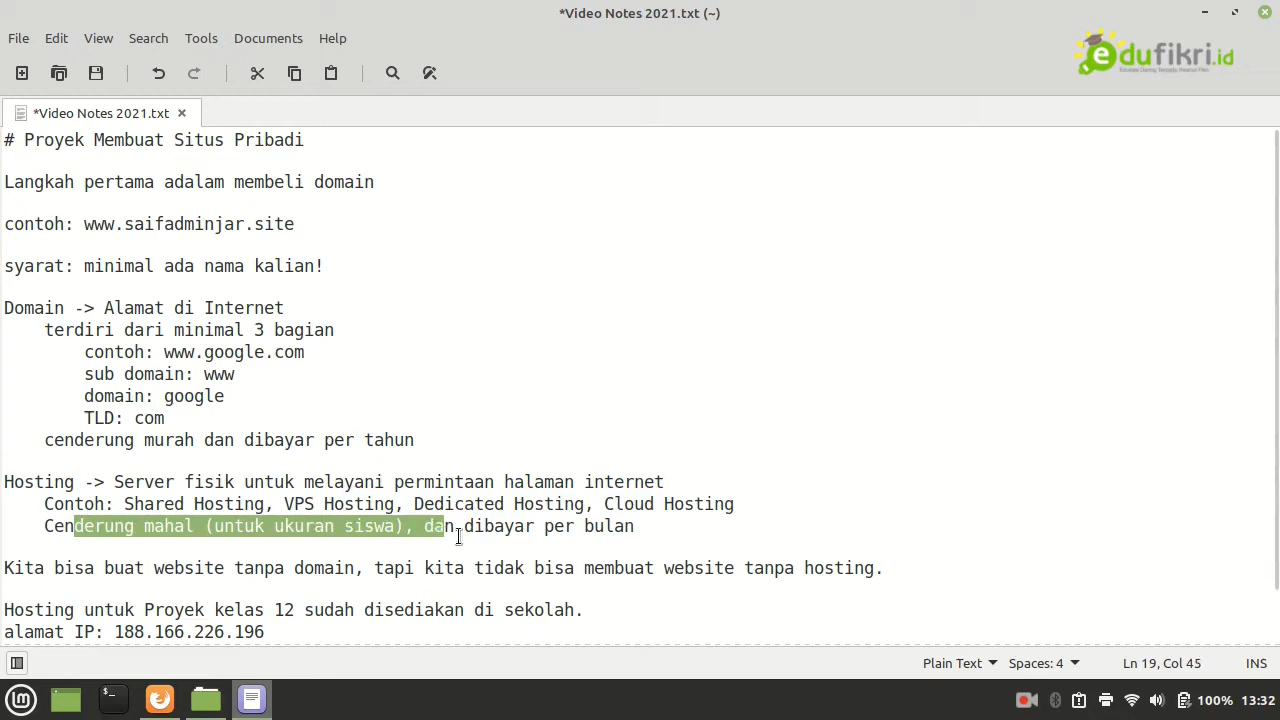 *Video Notes 2021.txt (~)
File Edit View Search Tools Documents Help
edufikri.id
*Video Notes 2021.txt
# Proyek Membuat Situs Pribadi
Langkah pertama adalam membeli domain
contoh: www.saifadminjar.site
syarat: minimal ada nama kalian!
Domain -> Alamat di Internet
terdiri dari minimal 3 bagian
contoh: www.google.com
sub domain: www
domain: google
TLD: com
cenderung murah dan dibayar per tahun
Hosting -> Server fisik untuk melayani permintaan halaman internet
Contoh: Shared Hosting, VPS Hosting, Dedicated Hosting, Cloud Hosting
Cenderung mahal (untuk ukuran siswa), dan dibayar per bulan
Kita bisa buat website tanpa domain, tapi kita tidak bisa membuat website tanpa hosting.
Hosting untuk Proyek kelas 12 sudah disediakan di sekolah.
alamat IP: 188.166.226.196
Plain Text Spaces: 4 Ln 19, Col 45 INS
100% 13:32